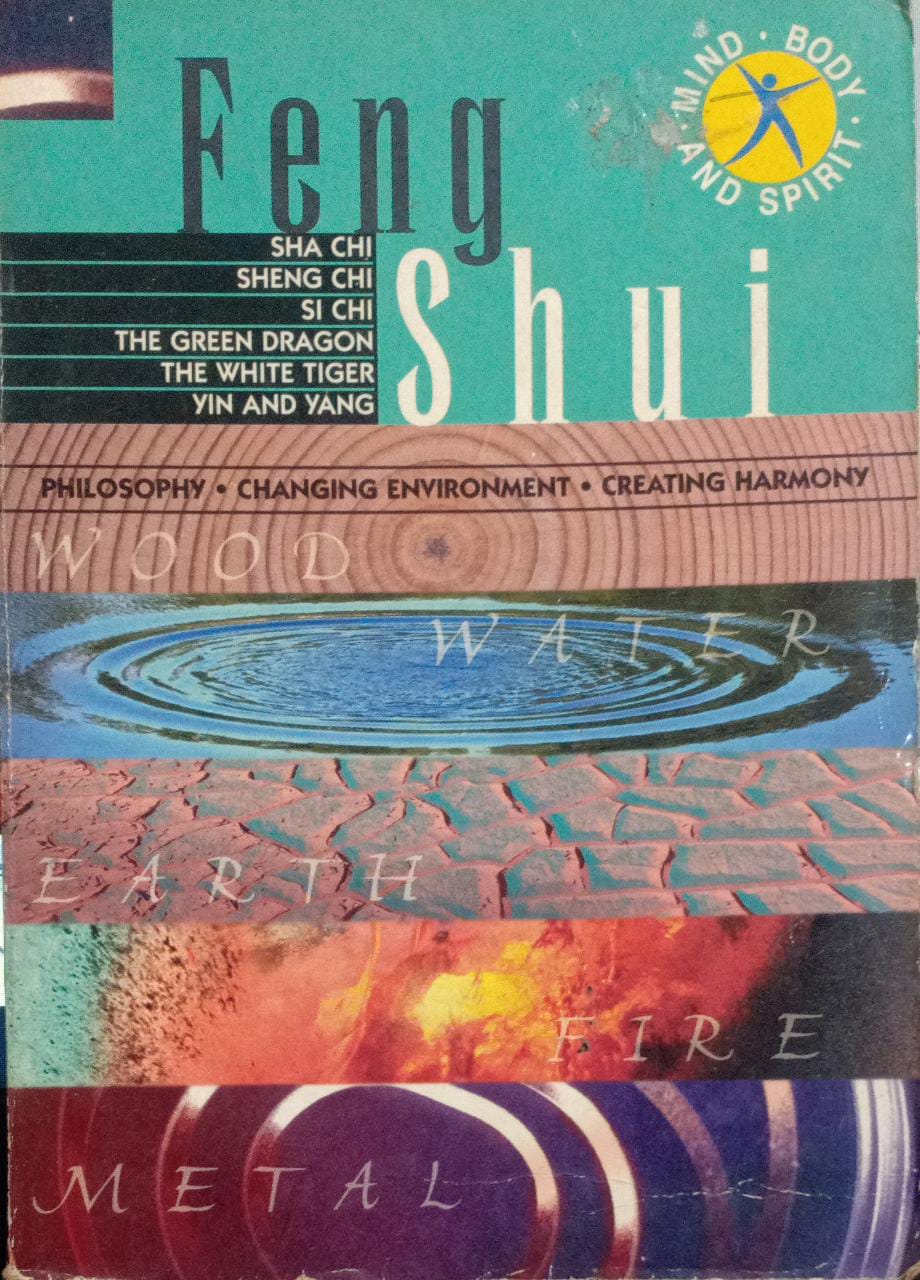 Feng
Shui
MIND · BODY · AND SPIRIT ·
SHA CHI
SHENG CHI
SI CHI
THE GREEN DRAGON
THE WHITE TIGER
YIN AND YANG
PHILOSOPHY • CHANGING ENVIRONMENT • CREATING HARMONY
WOOD
WATER
EARTH
FIRE
METAL